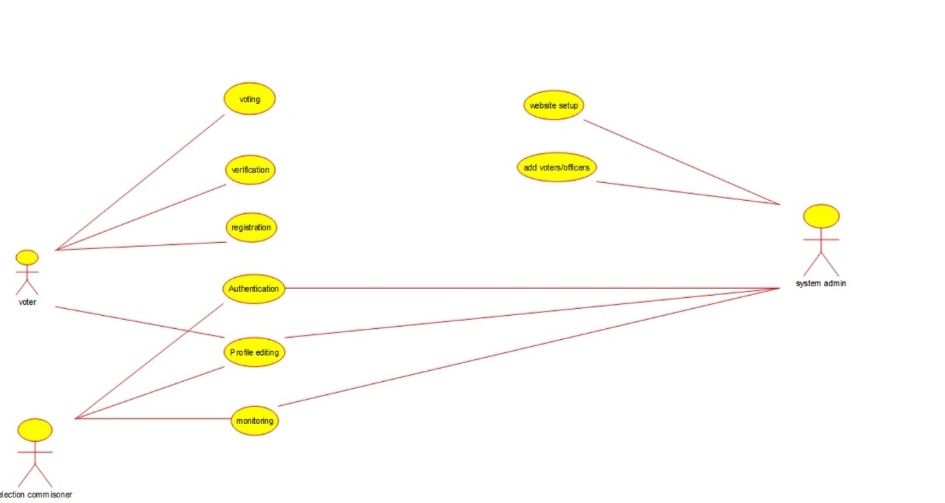 voting
website setup
verification
add voters/officers
registration
voter
Authentication
system admin
Profile editing
monitoring
election commisoner